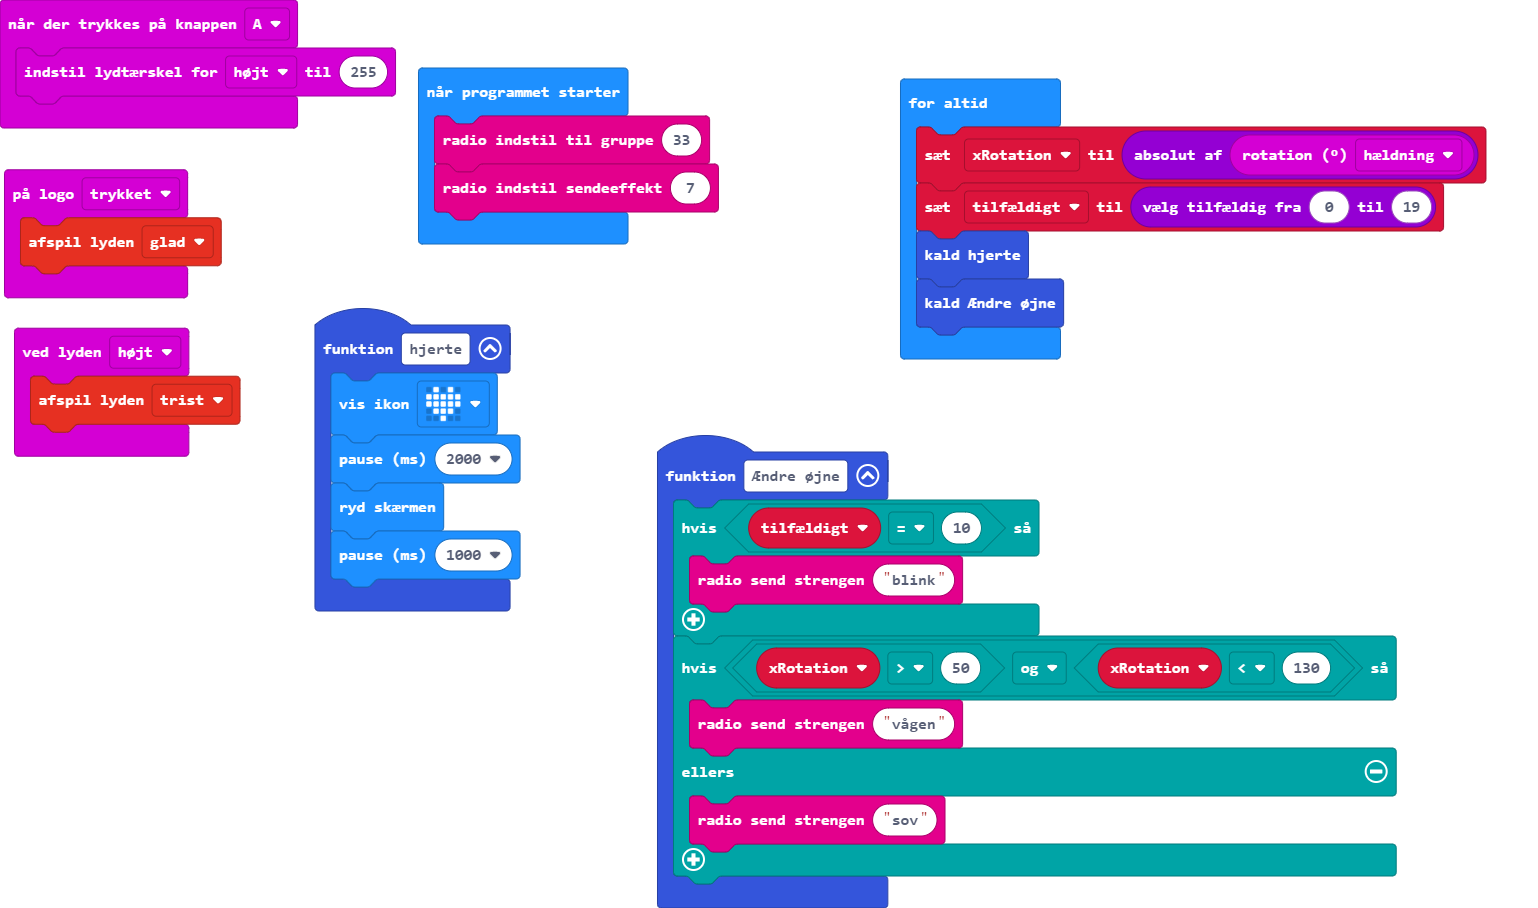 når der trykkes på knappen A
indstil lydtærskel for højt til 255
på logo trykket
afspil lyden glad
ved lyden højt
afspil lyden trist
når programmet starter
radio indstil til gruppe 33
radio indstil sendeeffekt 7
funktion hjerte
vis ikon
pause (ms) 2000
ryd skærmen
pause (ms) 1000
for altid
sæt xRotation til absolut af rotation (º) hældning
sæt tilfældigt til vælg tilfældig fra 0 til 19
kald hjerte
kald Ændre øjne
funktion Ændre øjne
hvis tilfældigt = 10 så
radio send strengen "blink"
hvis xRotation > 50 og xRotation < 130 så
radio send strengen "vågen"
ellers
radio send strengen "sov"